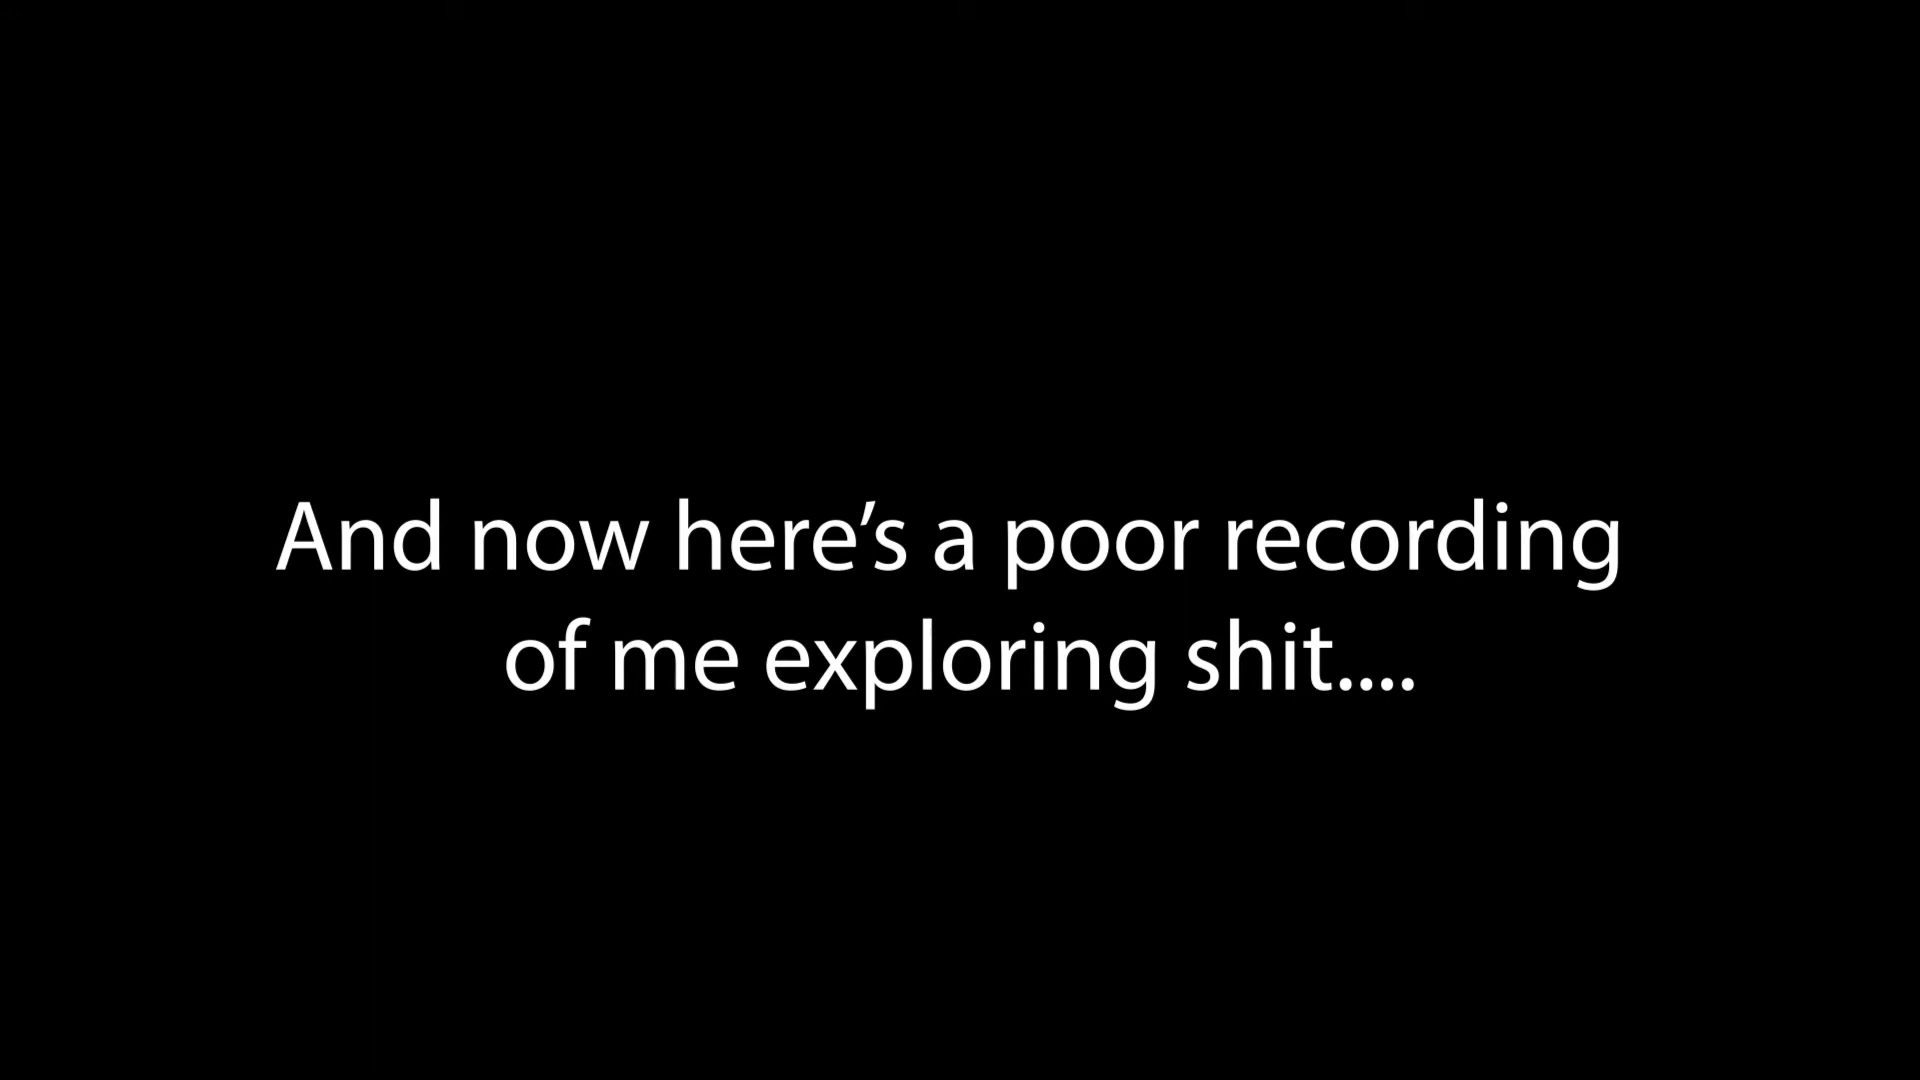 And now here’s a poor recording
of me exploring shit....